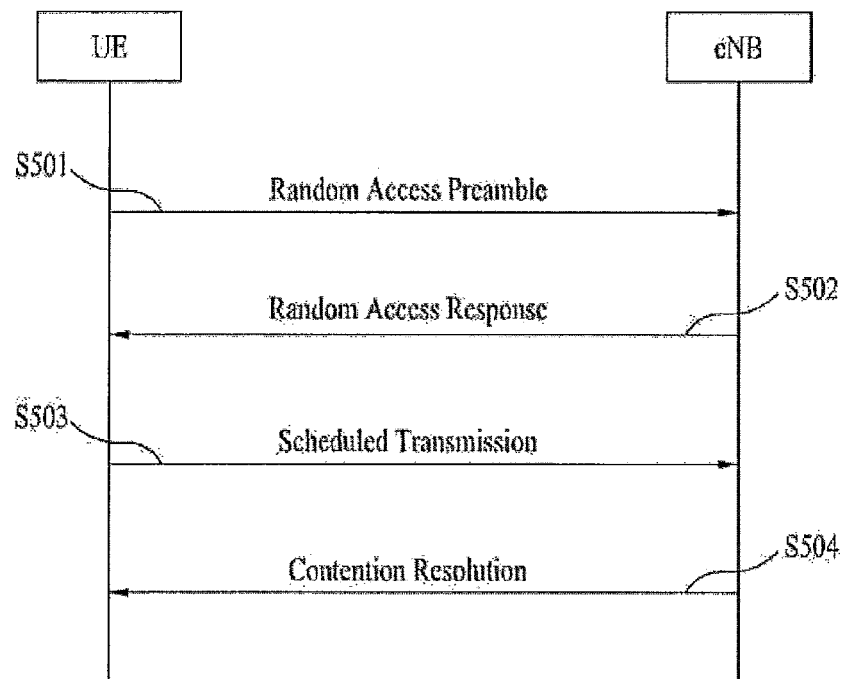 UE
eNB
S501
Random Access Preamble
Random Access Response
S502
S503
Scheduled Transmission
Contention Resolution
S504